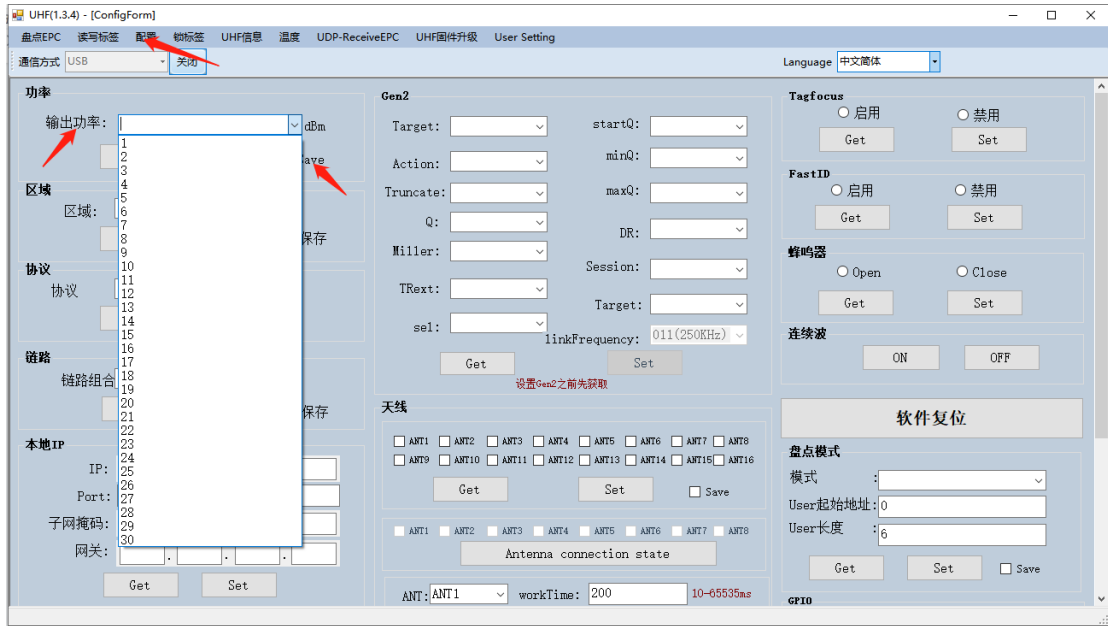 UHF(1.3.4) - [ConfigForm]
盘点EPC 读写标签 配置 锁标签 UHF信息 温度 UDP-ReceiveEPC UHF固件升级 User Setting
通信方式 USB 关闭 Language 中文简体
功率
输出功率: dBm
1
2
3
4
5
6
7
8
9
10
11
12
13
14
15
16
17
18
19
20
21
22
23
24
25
26
27
28
29
30
区域
区域:
保存
协议
协议
链路
链路组合
保存
本地IP
IP:
Port:
子网掩码:
网关: . . .
Get Set
Gen2
Target: startQ:
Action: minQ:
Truncate: maxQ:
Q: DR:
Miller: Session:
TRext: Target:
sel: linkFrequency: 011(250KHz)
Get Set
设置Gen2之前先获取
天线
ANT1 ANT2 ANT3 ANT4 ANT5 ANT6 ANT7 ANT8
ANT9 ANT10 ANT11 ANT12 ANT13 ANT14 ANT15 ANT16
Get Set Save
ANT1 ANT2 ANT3 ANT4 ANT5 ANT6 ANT7 ANT8
Antenna connection state
ANT: ANT1 workTime: 200 10-65535ms
Tagfocus
启用 禁用
Get Set
FastID
启用 禁用
Get Set
蜂鸣器
Open Close
Get Set
连续波
ON OFF
软件复位
盘点模式
模式 :
User起始地址: 0
User长度 : 6
Get Set Save
GPIO